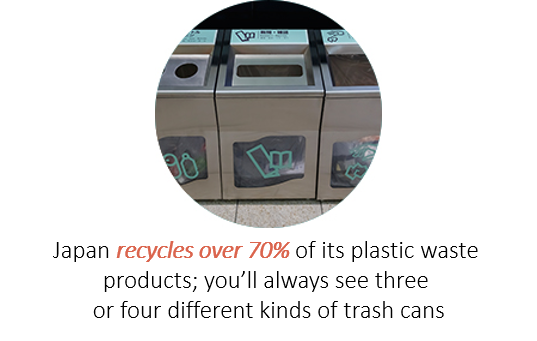 Japan recycles over 70% of its plastic waste
products; you’ll always see three
or four different kinds of trash cans